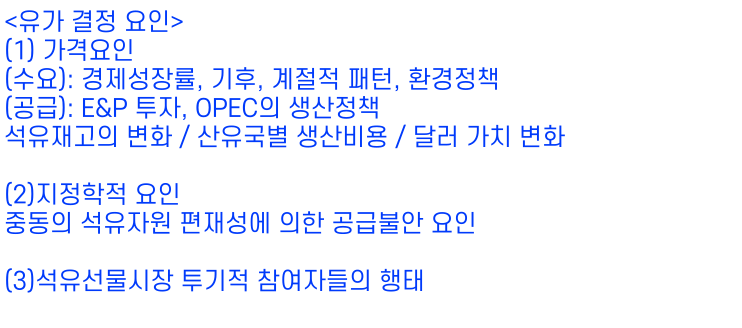 <유가 결정 요인>
(1) 가격요인
(수요): 경제성장률, 기후, 계절적 패턴, 환경정책
(공급): E&P 투자, OPEC의 생산정책
석유재고의 변화 / 산유국별 생산비용 / 달러 가치 변화
(2)지정학적 요인
중동의 석유자원 편재성에 의한 공급불안 요인
(3)석유선물시장 투기적 참여자들의 행태